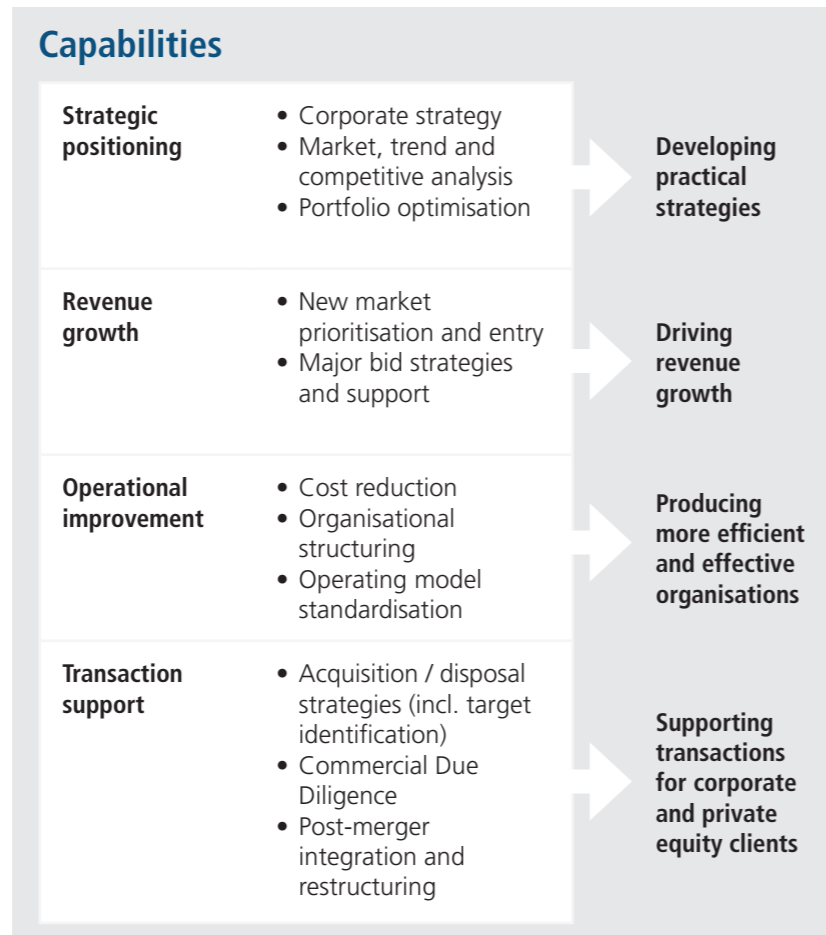 Capabilities
Strategic
positioning
• Corporate strategy
• Market, trend and
competitive analysis
• Portfolio optimisation
Developing
practical
strategies
Revenue
growth
• New market
prioritisation and entry
• Major bid strategies
and support
Driving
revenue
growth
Operational
improvement
• Cost reduction
• Organisational
structuring
• Operating model
standardisation
Producing
more efficient
and effective
organisations
Transaction
support
• Acquisition / disposal
strategies (incl. target
identification)
• Commercial Due
Diligence
• Post-merger
integration and
restructuring
Supporting
transactions
for corporate
and private
equity clients